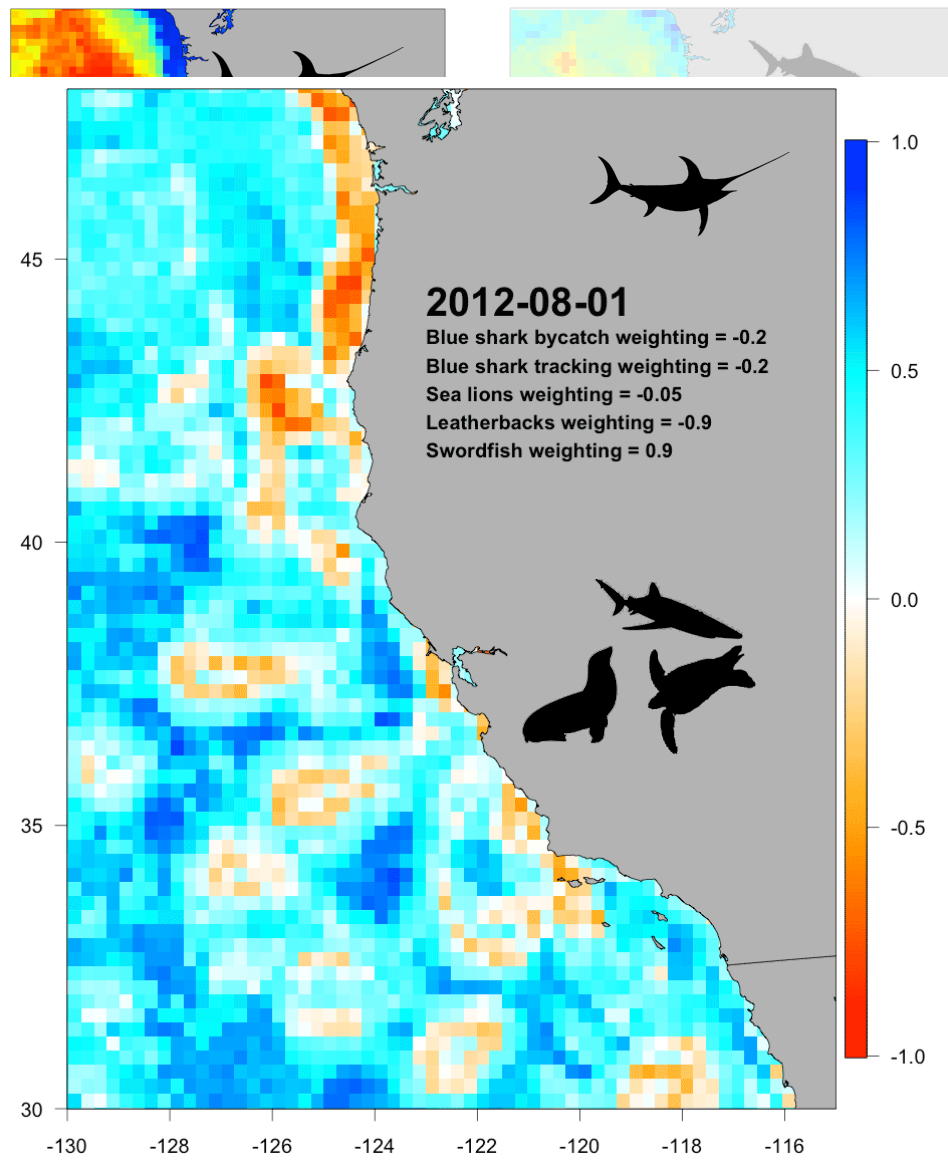 2012-08-01
Blue shark bycatch weighting = -0.2
Blue shark tracking weighting = -0.2
Sea lions weighting = -0.05
Leatherbacks weighting = -0.9
Swordfish weighting = 0.9
45
40
35
30
-130 -128 -126 -124 -122 -120 -118 -116
1.0
0.5
0.0
-0.5
-1.0